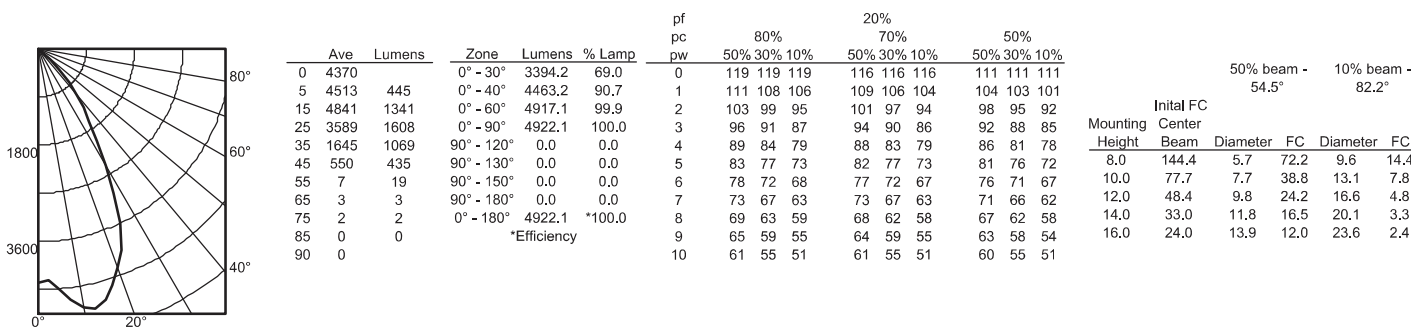 80°
60°
40°
20°
0°
1800
3600
Ave Lumens
0 4370
5 4513 445
15 4841 1341
25 3589 1608
35 1645 1069
45 550 435
55 7 19
65 3 3
75 2 2
85 0 0
90 0
Zone Lumens % Lamp
0° - 30° 3394.2 69.0
0° - 40° 4463.2 90.7
0° - 60° 4917.1 99.9
0° - 90° 4922.1 100.0
90° - 120° 0.0 0.0
90° - 130° 0.0 0.0
90° - 150° 0.0 0.0
90° - 180° 0.0 0.0
0° - 180° 4922.1 *100.0
*Efficiency
pf 20%
pc 80% 70% 50%
pw 50% 30% 10% 50% 30% 10% 50% 30% 10%
0 119 119 119 116 116 116 111 111 111
1 111 108 106 109 106 104 104 103 101
2 103 99 95 101 97 94 98 95 92
3 96 91 87 94 90 86 92 88 85
4 89 84 79 88 83 79 86 81 78
5 83 77 73 82 77 73 81 76 72
6 78 72 68 77 72 67 76 71 67
7 73 67 63 73 67 63 71 66 62
8 69 63 59 68 62 58 67 62 58
9 65 59 55 64 59 55 63 58 54
10 61 55 51 61 55 51 60 55 51
50% beam - 10% beam -
54.5° 82.2°
Inital FC
Mounting Center
Height Beam Diameter FC Diameter FC
8.0 144.4 5.7 72.2 9.6 14.4
10.0 77.7 7.7 38.8 13.1 7.8
12.0 48.4 9.8 24.2 16.6 4.8
14.0 33.0 11.8 16.5 20.1 3.3
16.0 24.0 13.9 12.0 23.6 2.4